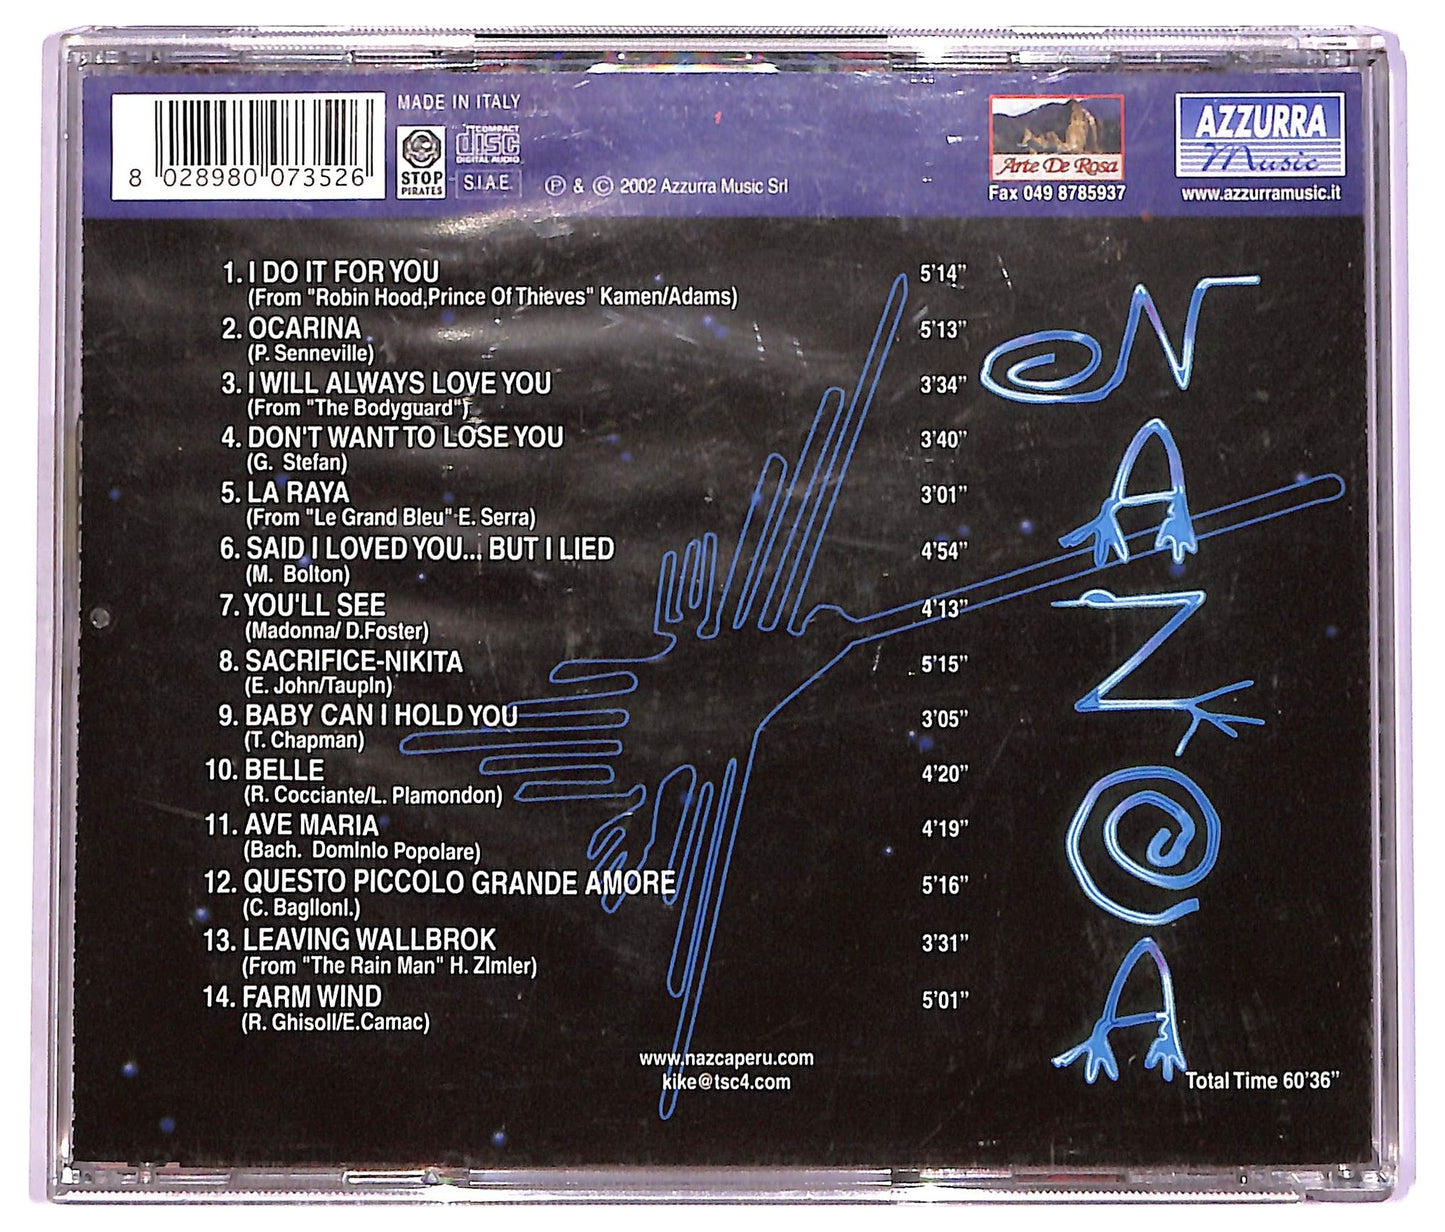 8 028980 073526
MADE IN ITALY
STOP
PIRATES
COMPACT
disc
DIGITAL AUDIO
S.I.A.E.
℗ & © 2002 Azzurra Music Srl
Arte De Rosa
Fax 049 8785937
AZZURRA
Music
www.azzurramusic.it
1. I DO IT FOR YOU 5'14"
(From "Robin Hood,Prince Of Thieves" Kamen/Adams)
2. OCARINA 5'13"
(P. Senneville)
3. I WILL ALWAYS LOVE YOU 3'34"
(From "The Bodyguard")
4. DON'T WANT TO LOSE YOU 3'40"
(G. Stefan)
5. LA RAYA 3'01"
(From "Le Grand Bleu" E. Serra)
6. SAID I LOVED YOU... BUT I LIED 4'54"
(M. Bolton)
7. YOU'LL SEE 4'13"
(Madonna/ D.Foster)
8. SACRIFICE-NIKITA 5'15"
(E. John/TaupIn)
9. BABY CAN I HOLD YOU 3'05"
(T. Chapman)
10. BELLE 4'20"
(R. Cocciante/L. Plamondon)
11. AVE MARIA 4'19"
(Bach. DomInIo Popolare)
12. QUESTO PICCOLO GRANDE AMORE 5'16"
(C. BaglIonI.)
13. LEAVING WALLBROK 3'31"
(From "The Rain Man" H. ZImler)
14. FARM WIND 5'01"
(R. GhisolI/E.Camac)
NAZCA
www.nazcaperu.com
kike@tsc4.com
Total Time 60'36"